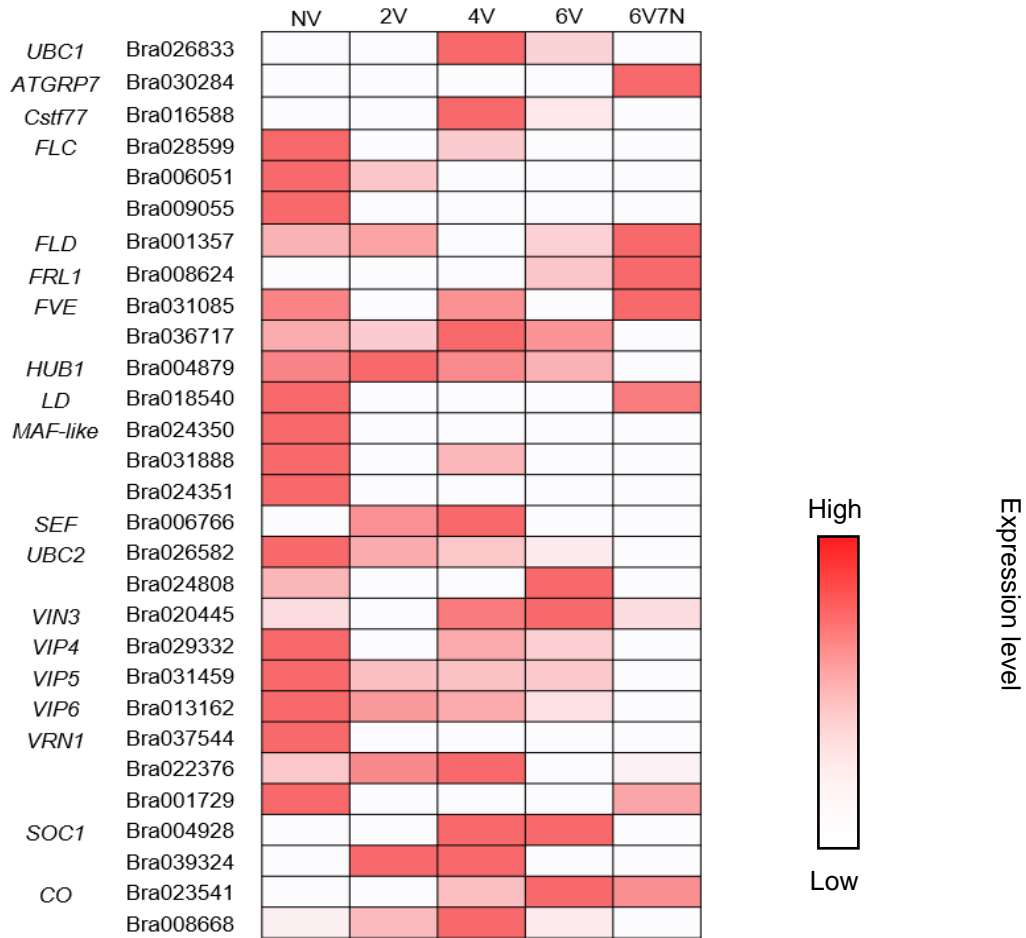 NV 2V 4V 6V 6V7N
UBC1 Bra026833
ATGRP7 Bra030284
Cstf77 Bra016588
FLC Bra028599
Bra006051
Bra009055
FLD Bra001357
FRL1 Bra008624
FVE Bra031085
Bra036717
HUB1 Bra004879
LD Bra018540
MAF-like Bra024350
Bra031888
Bra024351
SEF Bra006766
UBC2 Bra026582
Bra024808
VIN3 Bra020445
VIP4 Bra029332
VIP5 Bra031459
VIP6 Bra013162
VRN1 Bra037544
Bra022376
Bra001729
SOC1 Bra004928
Bra039324
CO Bra023541
Bra008668
High
Low
Expression level